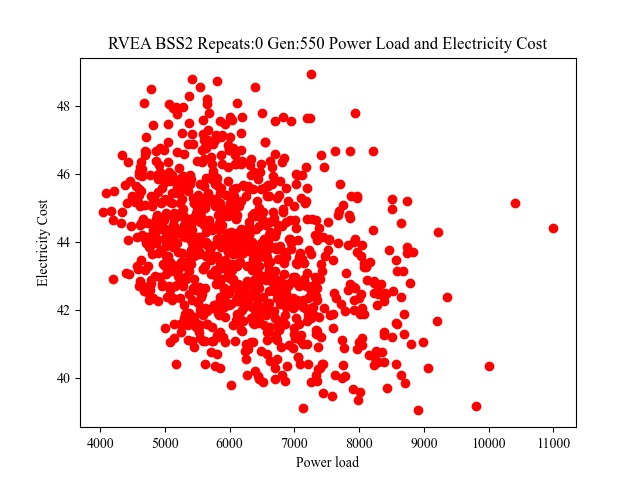 RVEA BSS2 Repeats:0 Gen:550 Power Load and Electricity Cost
48
46
44
42
40
Electricity Cost
4000 5000 6000 7000 8000 9000 10000 11000
Power load